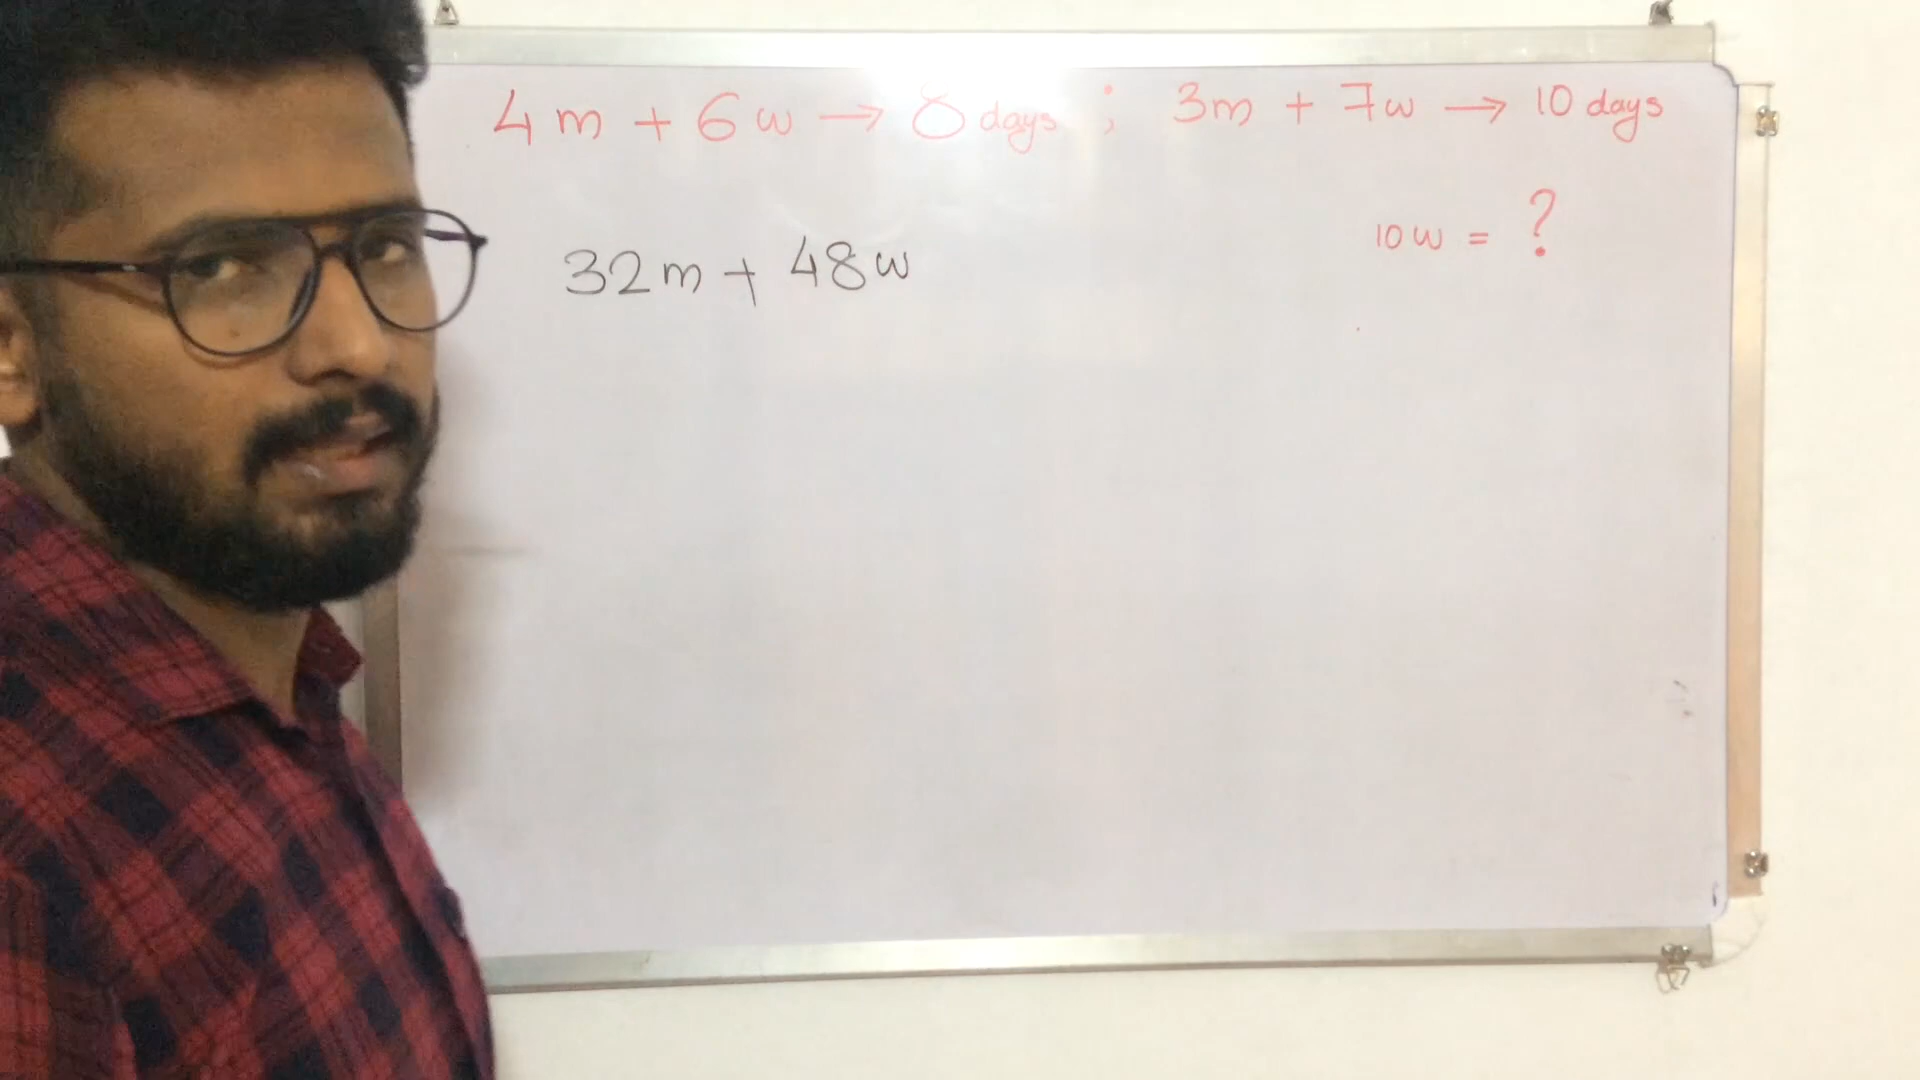 4m + 6w → 8 days ; 3m + 7w → 10 days
10w = ?
32m + 48w